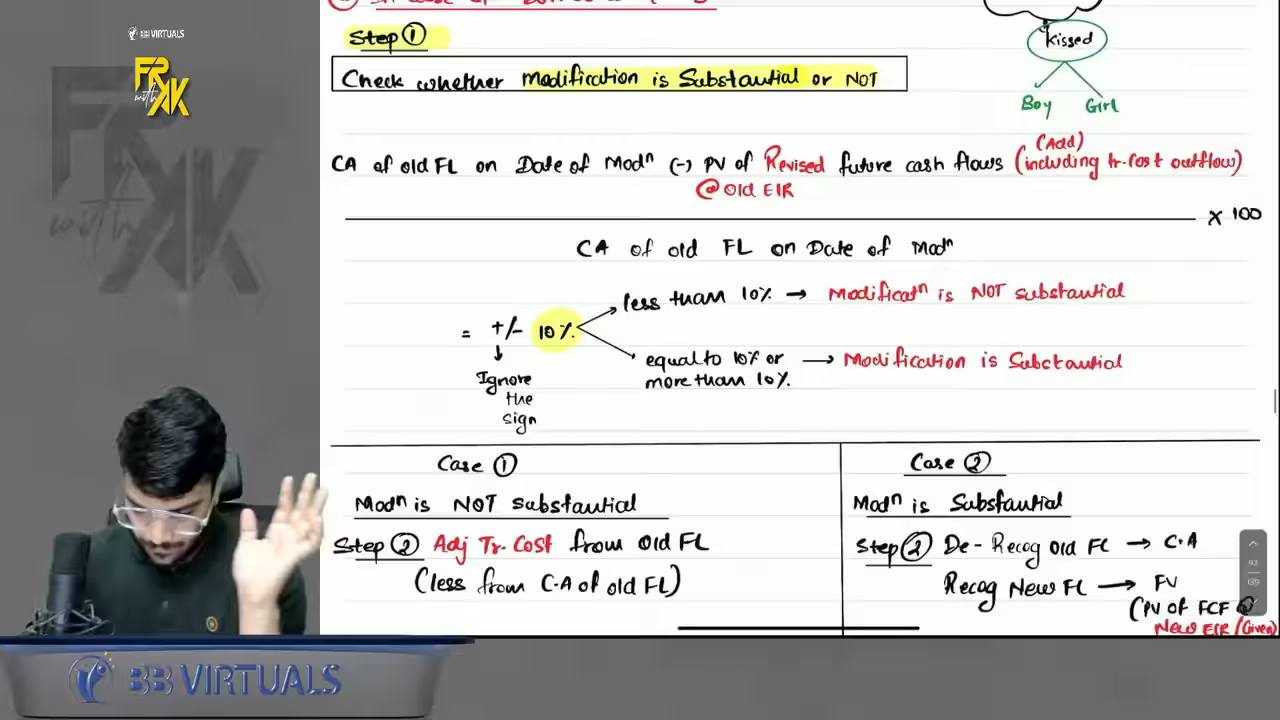 BB VIRTUALS
FR
with AK
Step ①
Check whether Modification is Substantial or NOT
kissed
Boy Girl
CA of old FL on Date of Modⁿ (-) PV of Revised future cash flows (including tr. cost outflow)
(Add)
@ old EIR
X 100
CA of old FL on Date of Modⁿ
less than 10% → Modificatⁿ is NOT substantial
= +/- 10%
equal to 10% or → Modification is Substantial
more than 10%.
Ignore
the
sign
Case ①
Modⁿ is NOT Substantial
Step ② Adj Tr. Cost from Old FL
(less from C.A of old FL)
Case ②
Modⁿ is Substantial
Step ② De-Recog Old FL → C.A
Recog New FL → FV
(PV of FCF @
New EIR/Given)
93
BB VIRTUALS